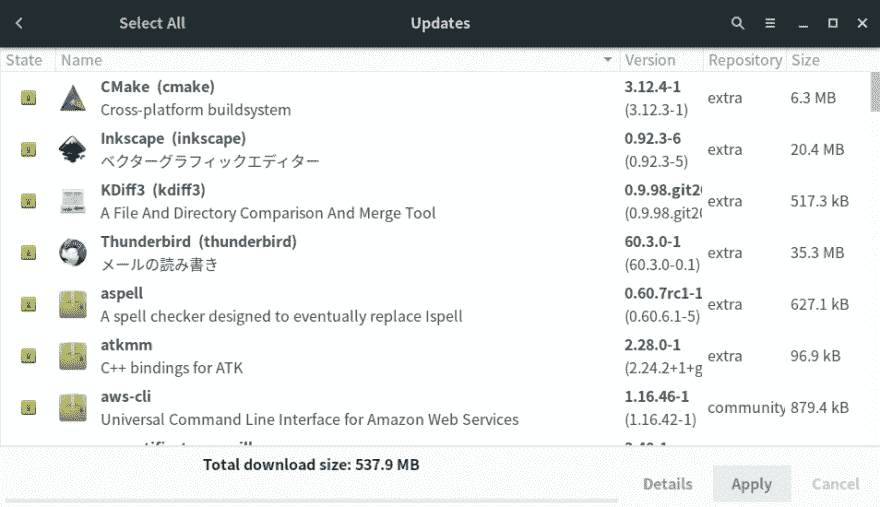 Select All Updates
State Name Version Repository Size
CMake (cmake) 3.12.4-1
Cross-platform buildsystem (3.12.3-1) extra 6.3 MB
Inkscape (inkscape) 0.92.3-6
ベクターグラフィックエディター (0.92.3-5) extra 20.4 MB
KDiff3 (kdiff3) 0.9.98.git20
A File And Directory Comparison And Merge Tool (0.9.98.git20 extra 517.3 kB
Thunderbird (thunderbird) 60.3.0-1
メールの読み書き (60.3.0-0.1) extra 35.3 MB
aspell 0.60.7rc1-1
A spell checker designed to eventually replace Ispell (0.60.6.1-5) extra 627.1 kB
atkmm 2.28.0-1
C++ bindings for ATK (2.24.2+1+g extra 96.9 kB
aws-cli 1.16.46-1
Universal Command Line Interface for Amazon Web Services (1.16.42-1) community 879.4 kB
Total download size: 537.9 MB
Details Apply Cancel